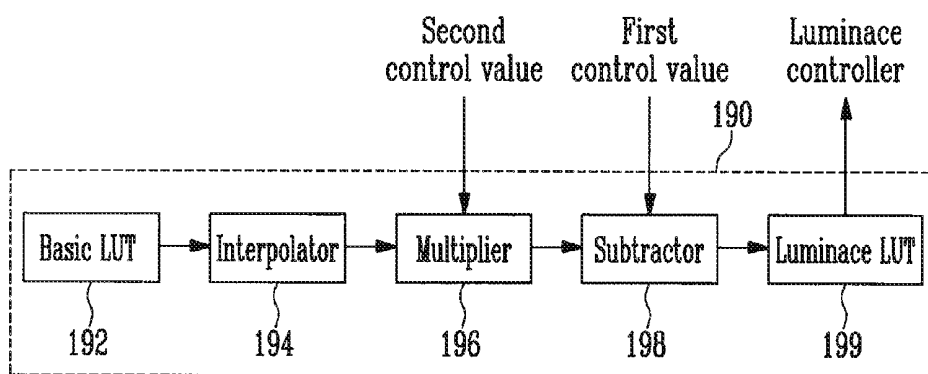 Second
control value
First
control value
Luminace
controller
190
Basic LUT
Interpolator
Multiplier
Subtractor
Luminace LUT
192
194
196
198
199